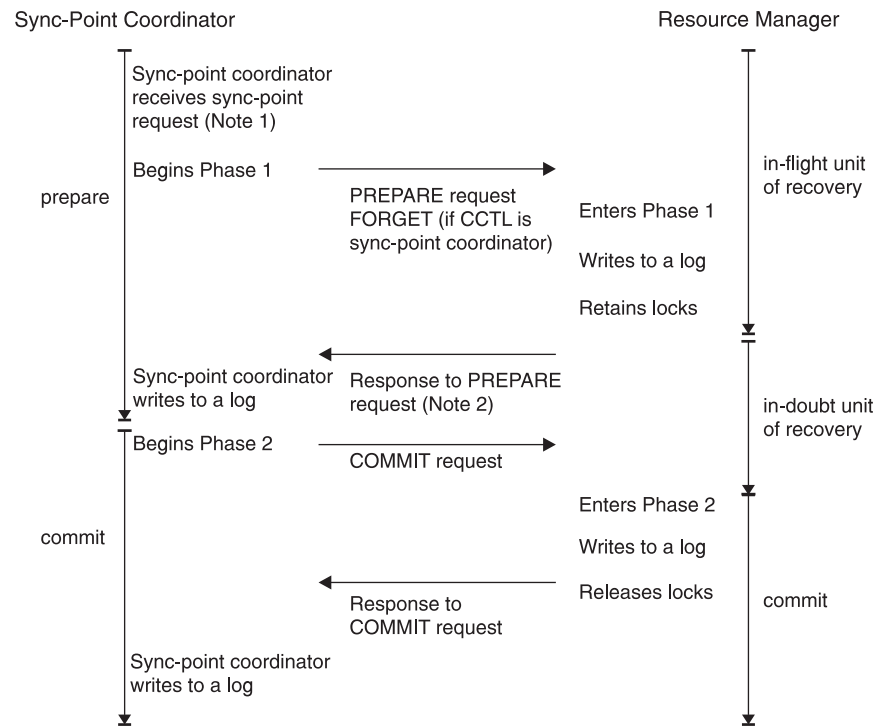 Sync-Point Coordinator
Resource Manager
Sync-point coordinator
receives sync-point
request (Note 1)
prepare
Begins Phase 1
PREPARE request
FORGET (if CCTL is
sync-point coordinator)
in-flight unit
of recovery
Enters Phase 1
Writes to a log
Retains locks
Sync-point coordinator
writes to a log
Response to PREPARE
request (Note 2)
in-doubt unit
of recovery
Begins Phase 2
COMMIT request
Enters Phase 2
commit
Writes to a log
Releases locks
commit
Response to
COMMIT request
Sync-point coordinator
writes to a log